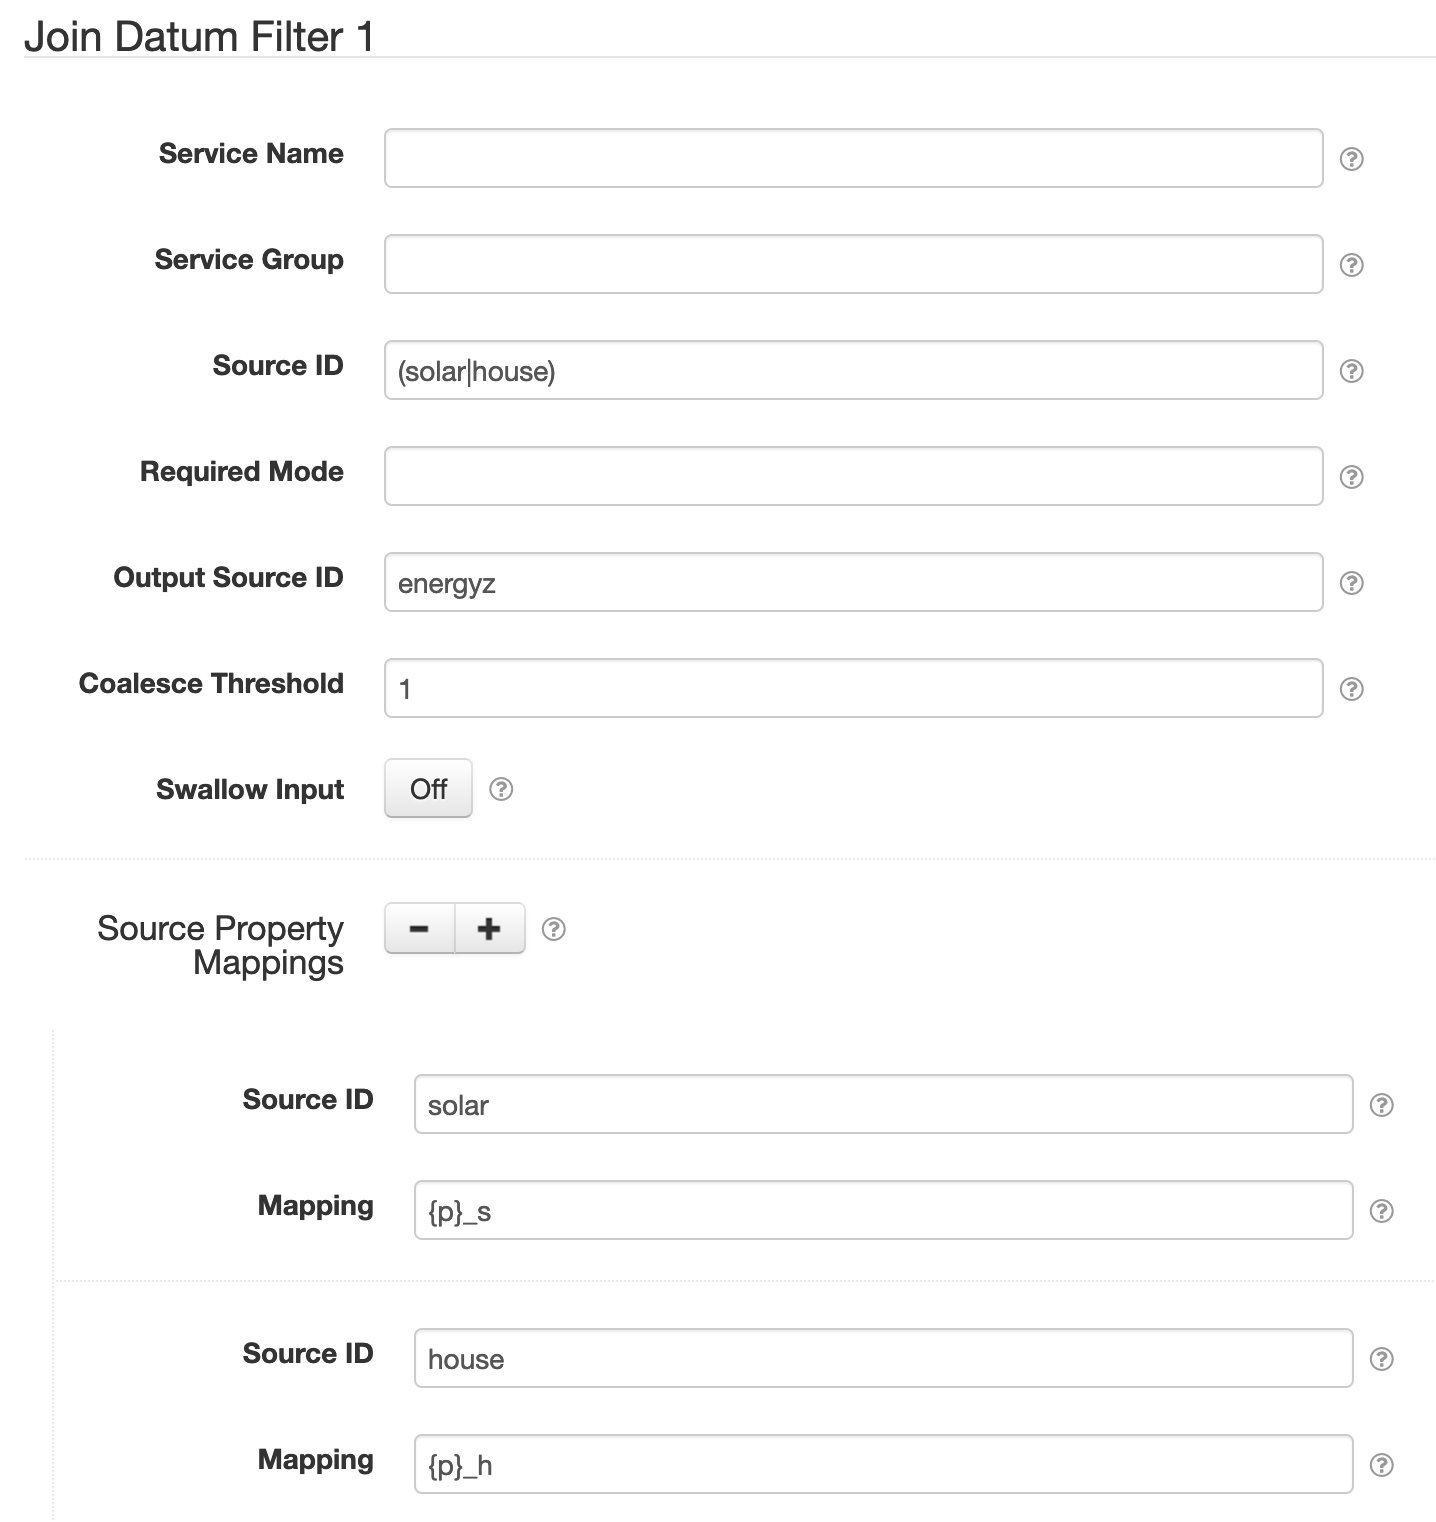 Join Datum Filter 1
Service Name
Service Group
Source ID (solar|house)
Required Mode
Output Source ID energyz
Coalesce Threshold 1
Swallow Input Off
Source Property
Mappings
Source ID solar
Mapping {p}_s
Source ID house
Mapping {p}_h